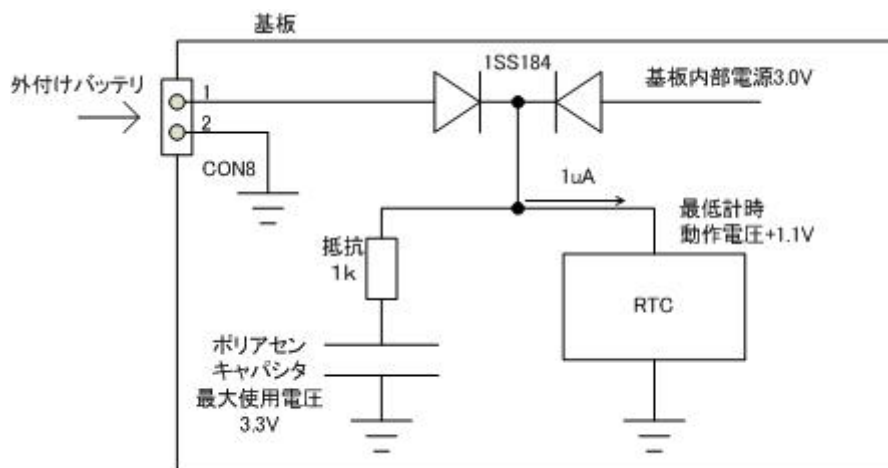 基板
外付けバッテリ
1
2
CON8
1SS184
基板内部電源3.0V
1uA
最低計時
動作電圧+1.1V
抵抗
1k
RTC
ポリアセン
キャパシタ
最大使用電圧
3.3V